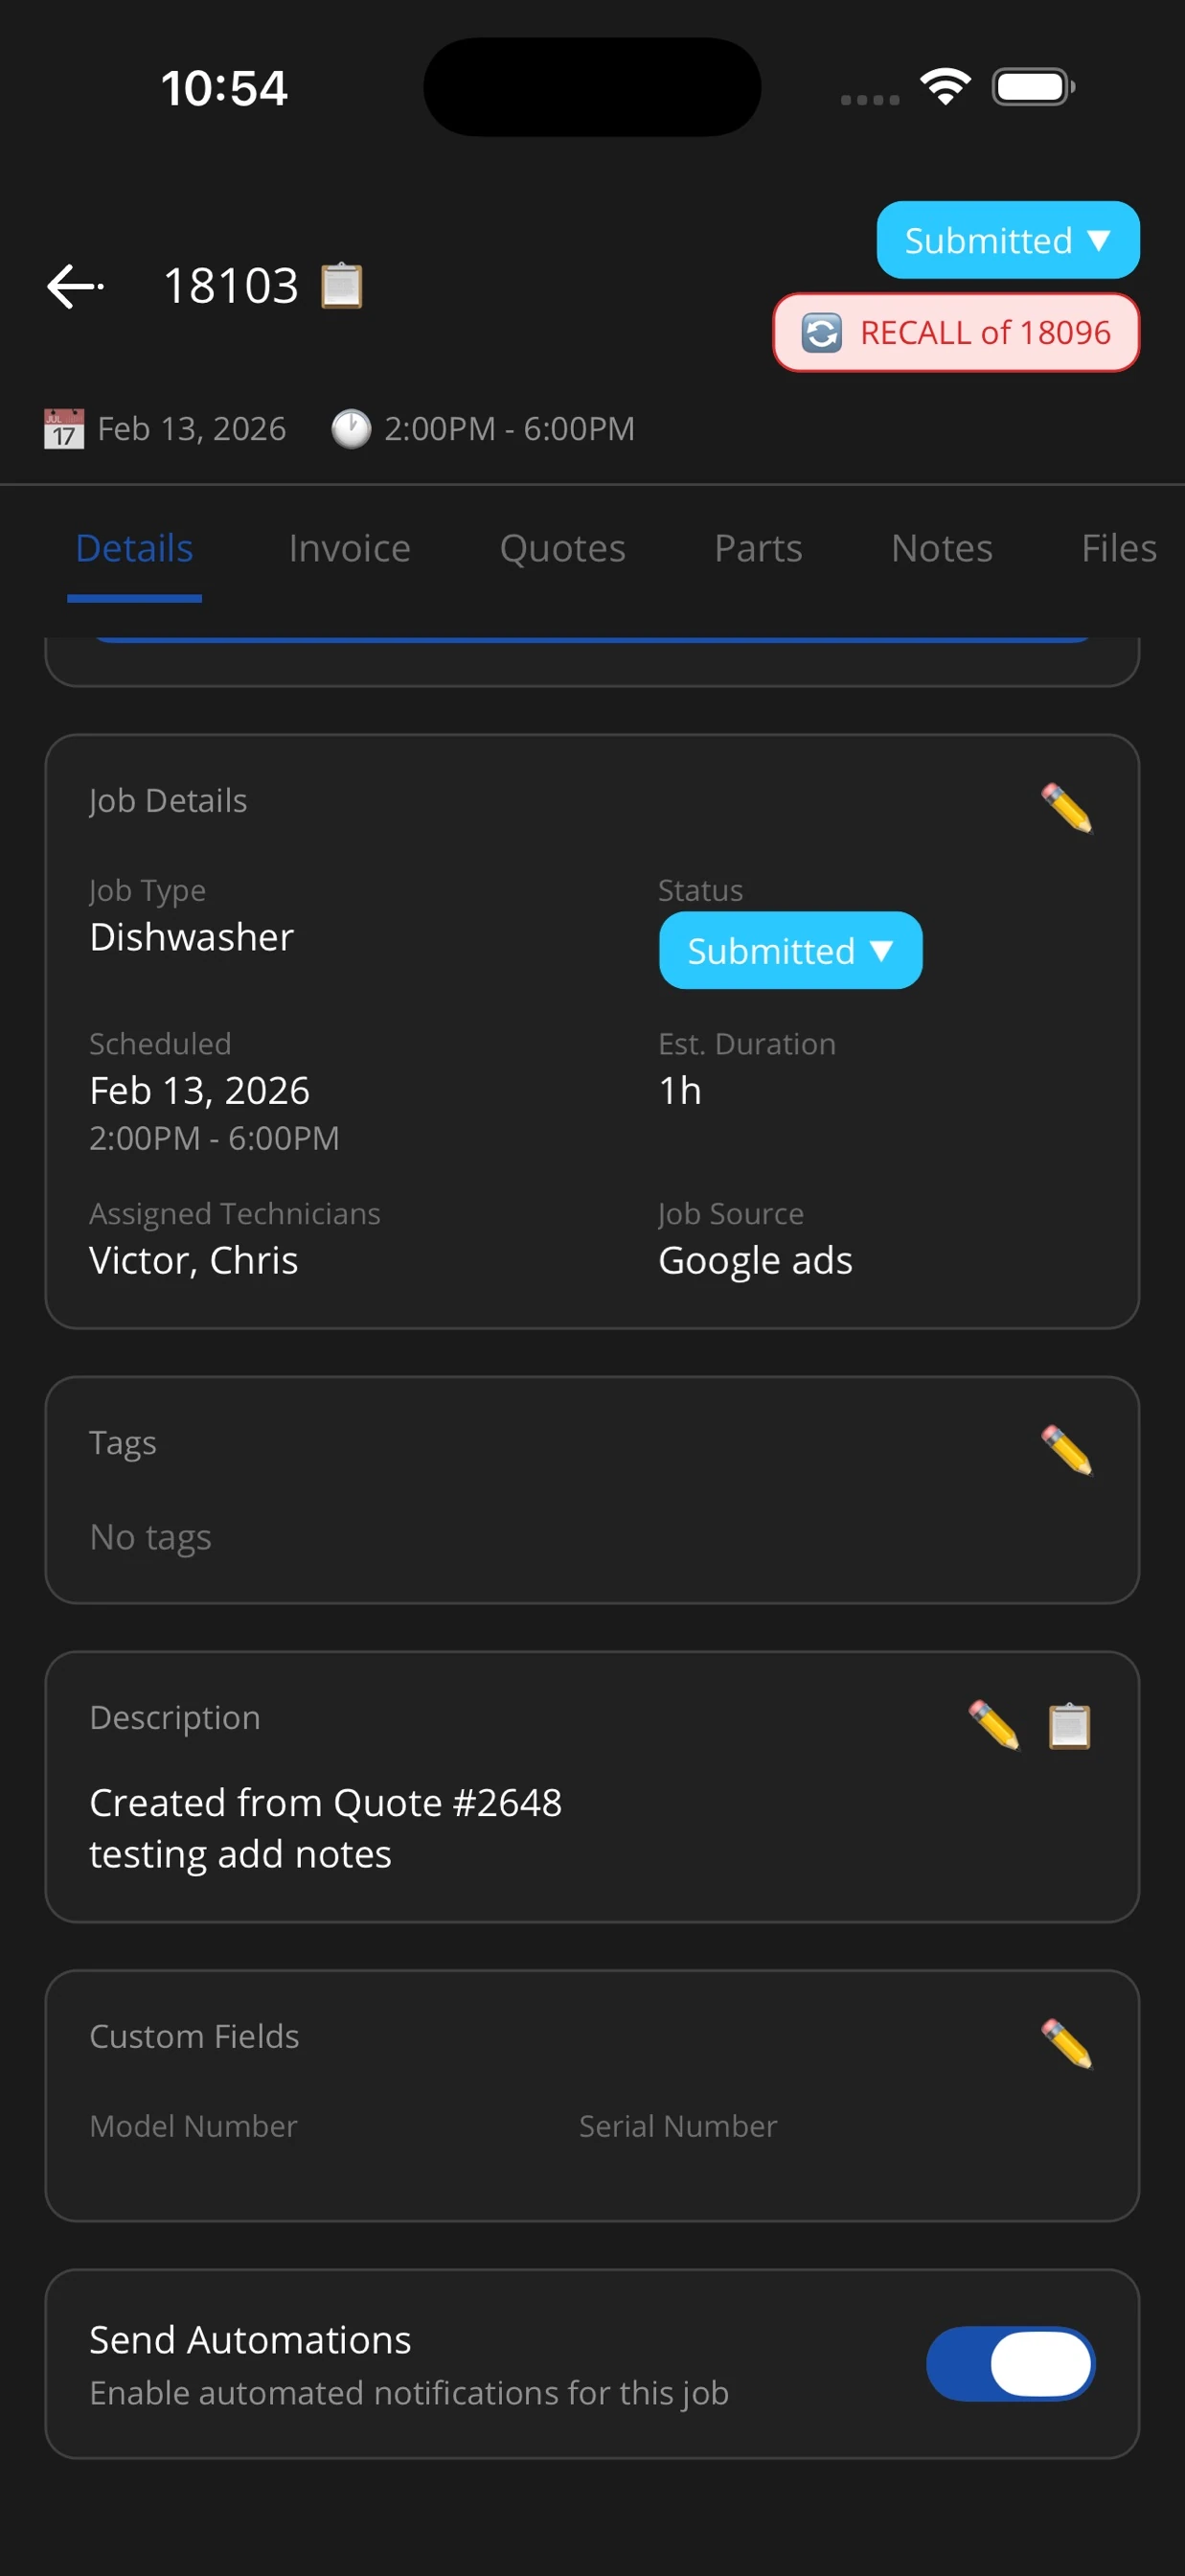 10:54
Submitted ▼
18103
RECALL of 18096
JUL 17 Feb 13, 2026 2:00PM - 6:00PM
Details Invoice Quotes Parts Notes Files
Job Details
Job Type Status
Dishwasher Submitted ▼
Scheduled Est. Duration
Feb 13, 2026 1h
2:00PM - 6:00PM
Assigned Technicians Job Source
Victor, Chris Google ads
Tags
No tags
Description
Created from Quote #2648
testing add notes
Custom Fields
Model Number Serial Number
Send Automations
Enable automated notifications for this job